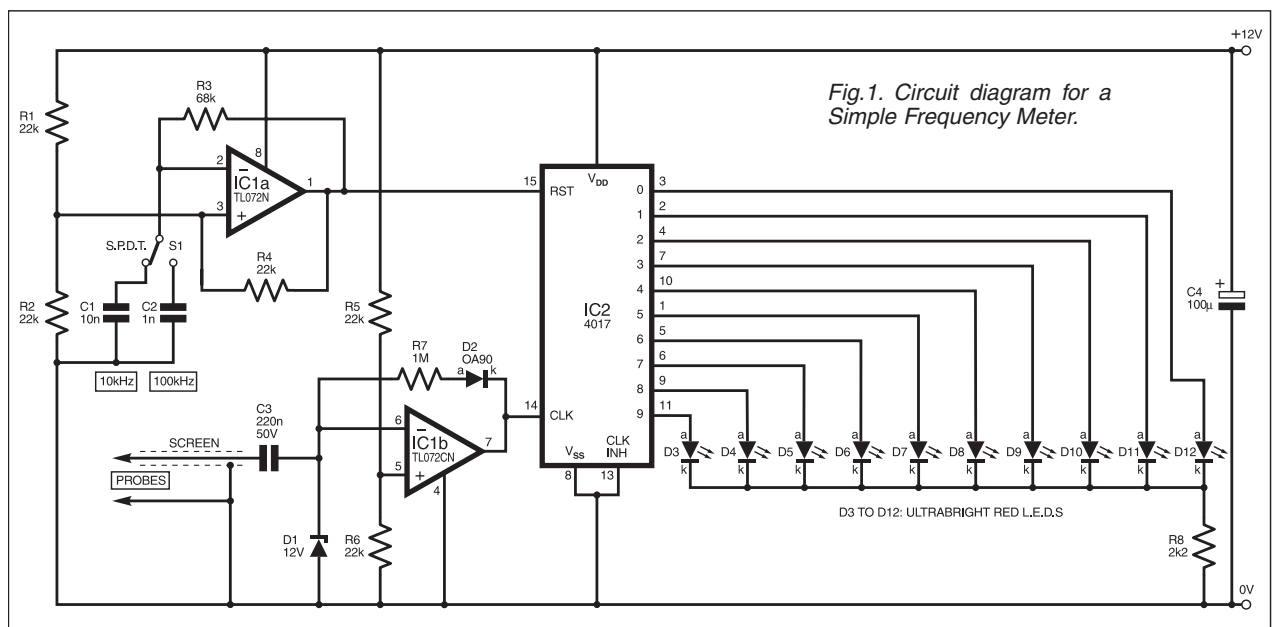 +12V
Fig.1. Circuit diagram for a
Simple Frequency Meter.
R3
68k
R1
22k
8
2
−
IC1a
TL072N
1
3
+
15
RST
VDD
0
3
1
2
2
4
3
7
4
10
5
1
6
5
7
6
8
9
9
11
IC2
4017
S.P.D.T.
S1
R4
22k
R2
22k
C1
10n
C2
1n
R5
22k
C4
100µ
+
10kHz
100kHz
R7
1M
D2
OA90
a
k
14
CLK
C3
220n
50V
SCREEN
PROBES
6
−
IC1b
TL072CN
7
5
+
4
VSS
CLK
INH
8
13
a
a
a
a
a
a
a
a
a
a
D3
D4
D5
D6
D7
D8
D9
D10
D11
D12
k
k
k
k
k
k
k
k
k
k
D3 TO D12: ULTRABRIGHT RED L.E.D.S
D1
12V
R6
22k
R8
2k2
0V